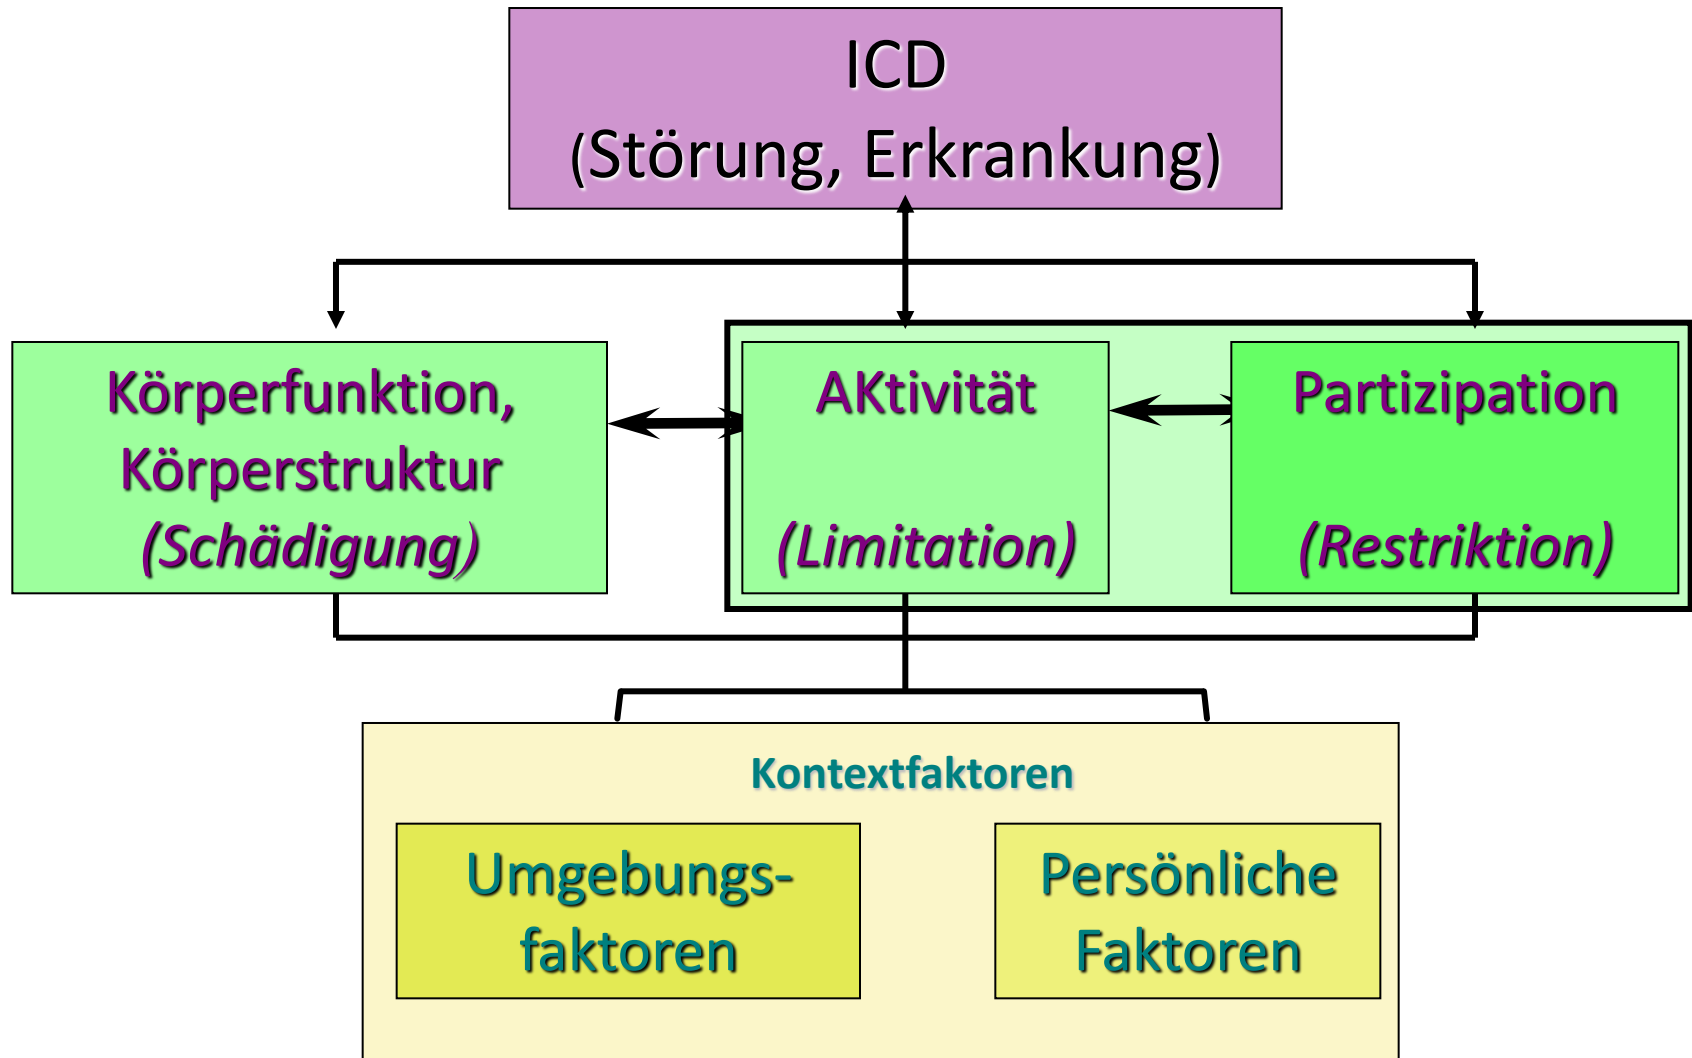 ICD
(Störung, Erkrankung)
Körperfunktion,
Körperstruktur
(Schädigung)
AKtivität
(Limitation)
Partizipation
(Restriktion)
Kontextfaktoren
Umgebungs-
faktoren
Persönliche
Faktoren